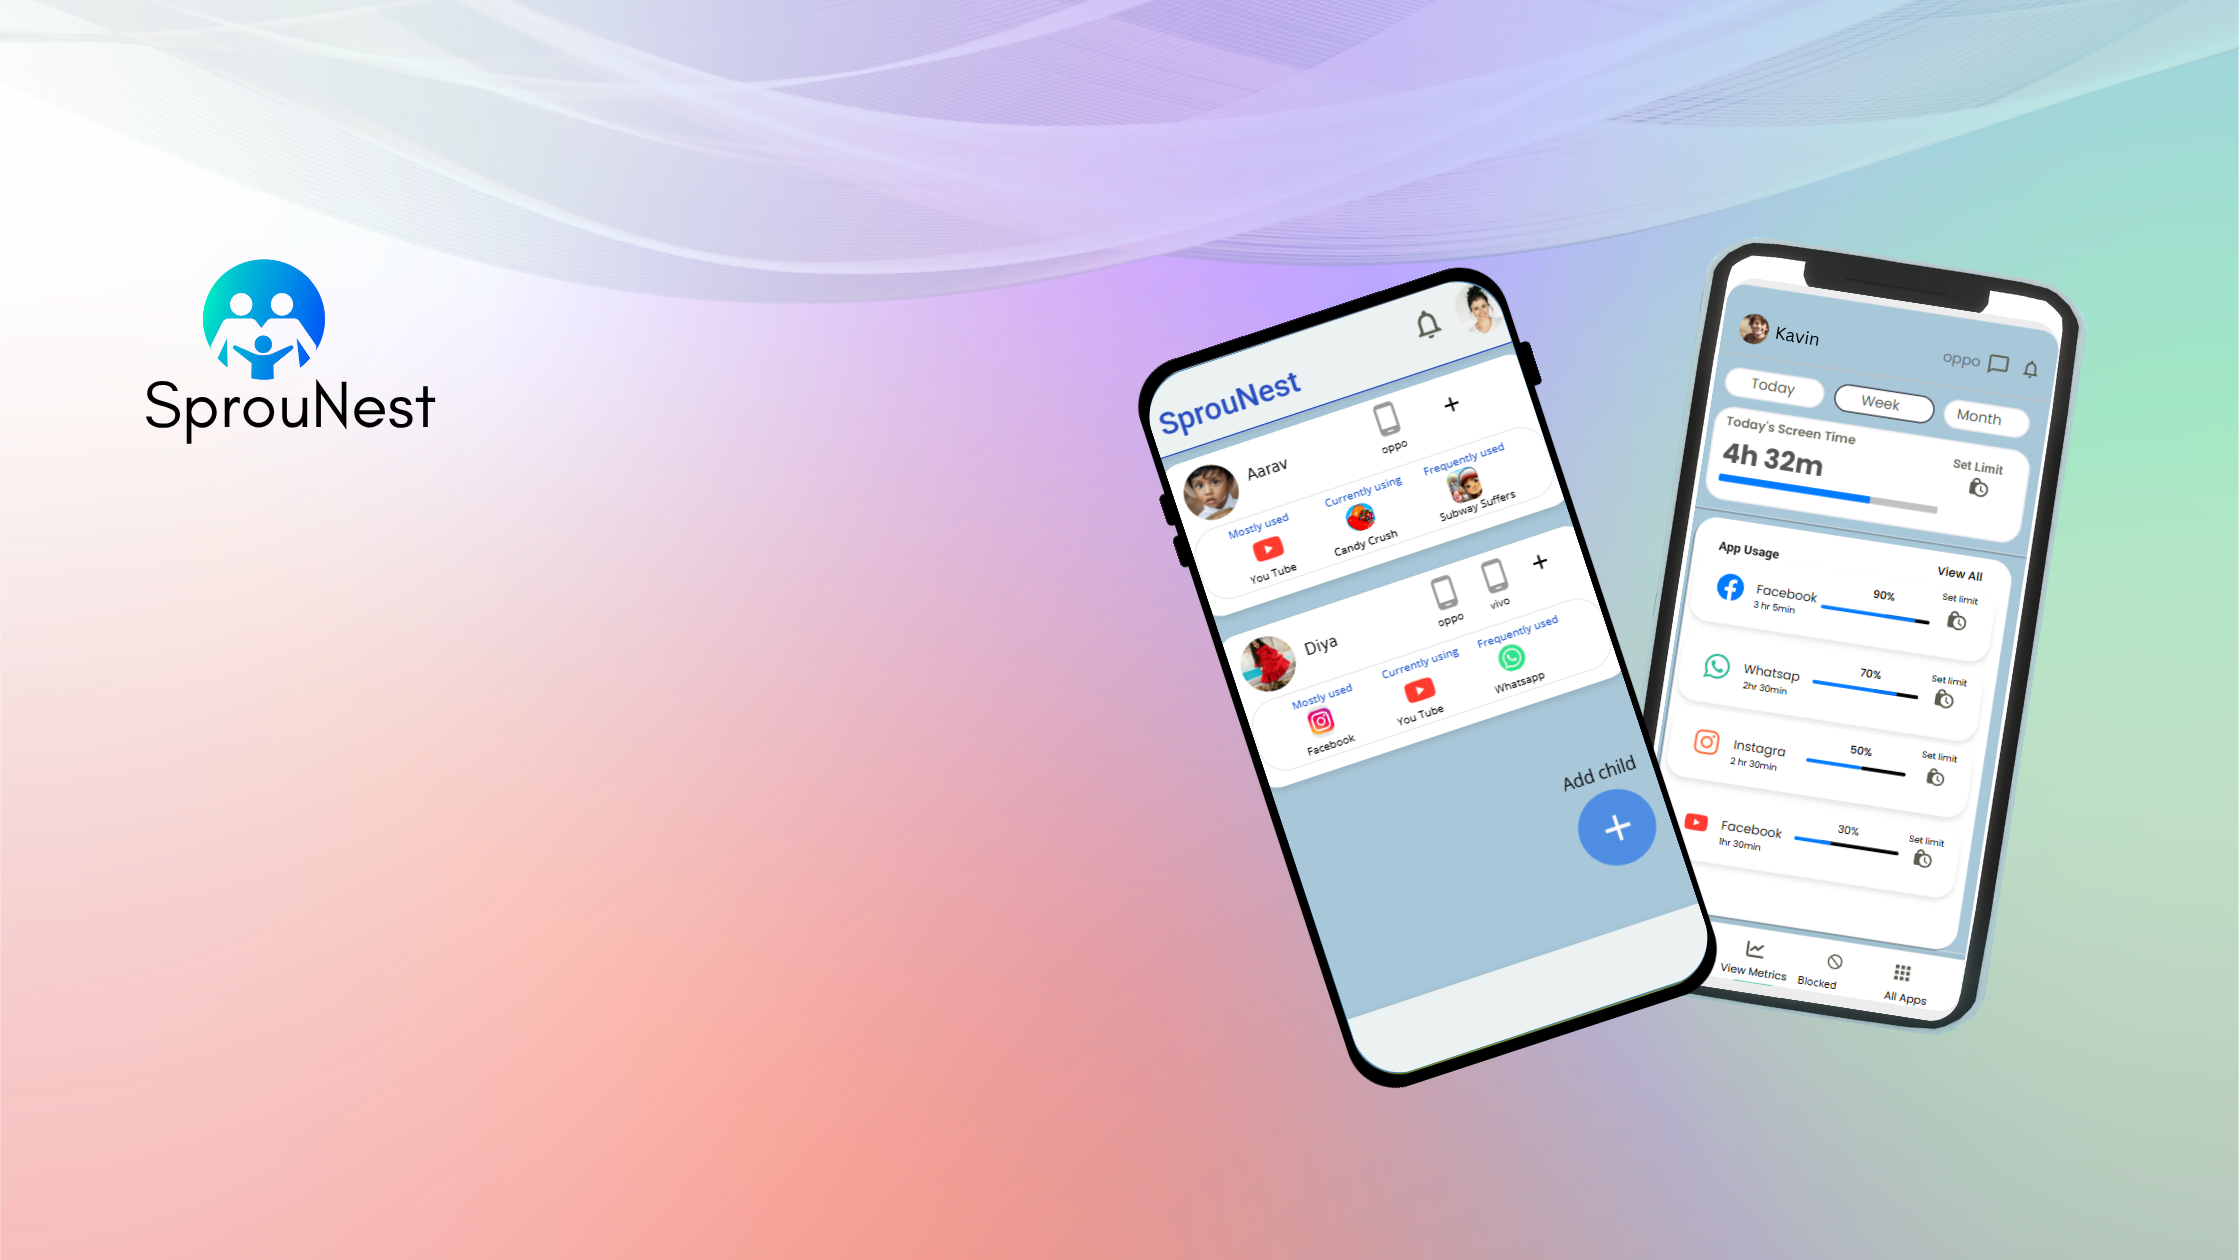 SprouNest
SprouNest
Aarav
oppo
+
Mostly used
Currently using
Frequently used
You Tube
Candy Crush
Subway Suffers
Diya
oppo
vivo
+
Mostly used
Currently using
Frequently used
Facebook
You Tube
Whatsapp
Add child
+
Kavin
oppo
Today
Week
Month
Today's Screen Time
4h 32m
Set Limit
App Usage
View All
Facebook
3 hr 5min
90%
Set limit
Whatsap
2hr 30min
70%
Set limit
Instagra
2 hr 30min
50%
Set limit
Facebook
1hr 30min
30%
Set limit
View Metrics
Blocked
All Apps